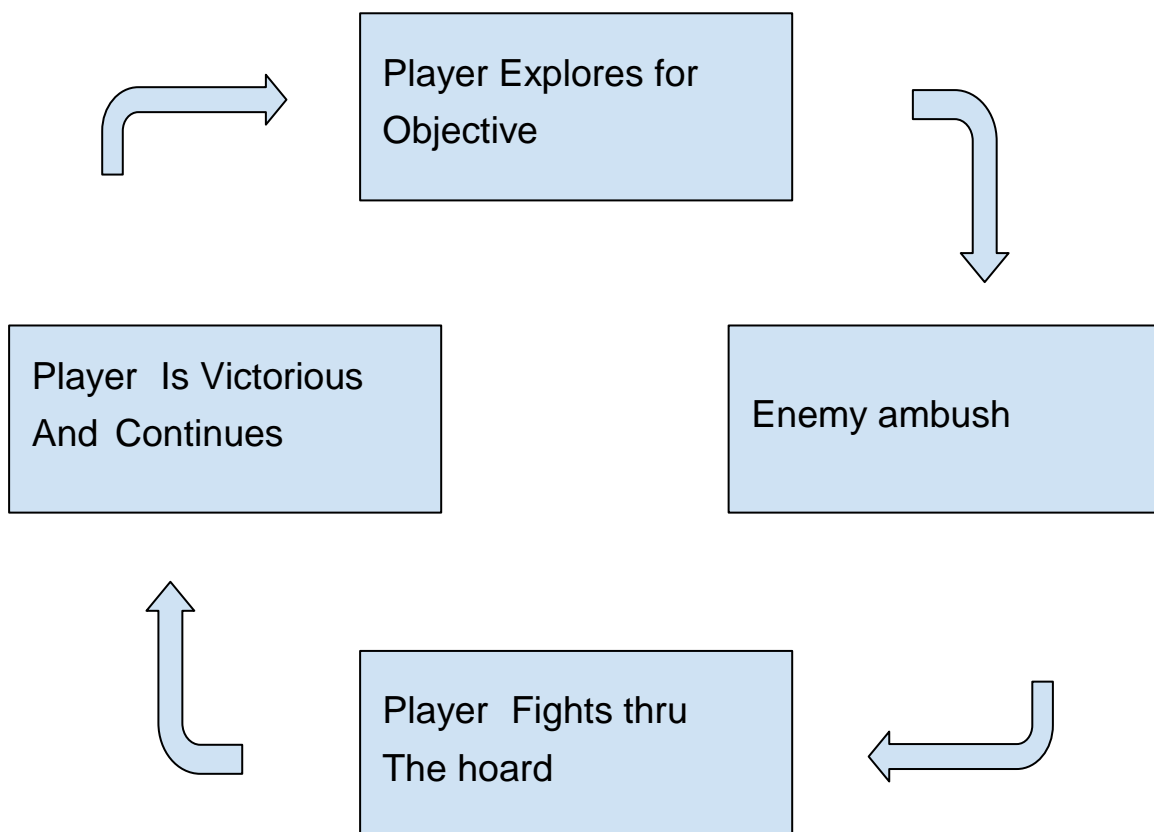 Player Explores for
Objective
Enemy ambush
Player  Fights thru
The hoard
Player  Is Victorious
And  Continues